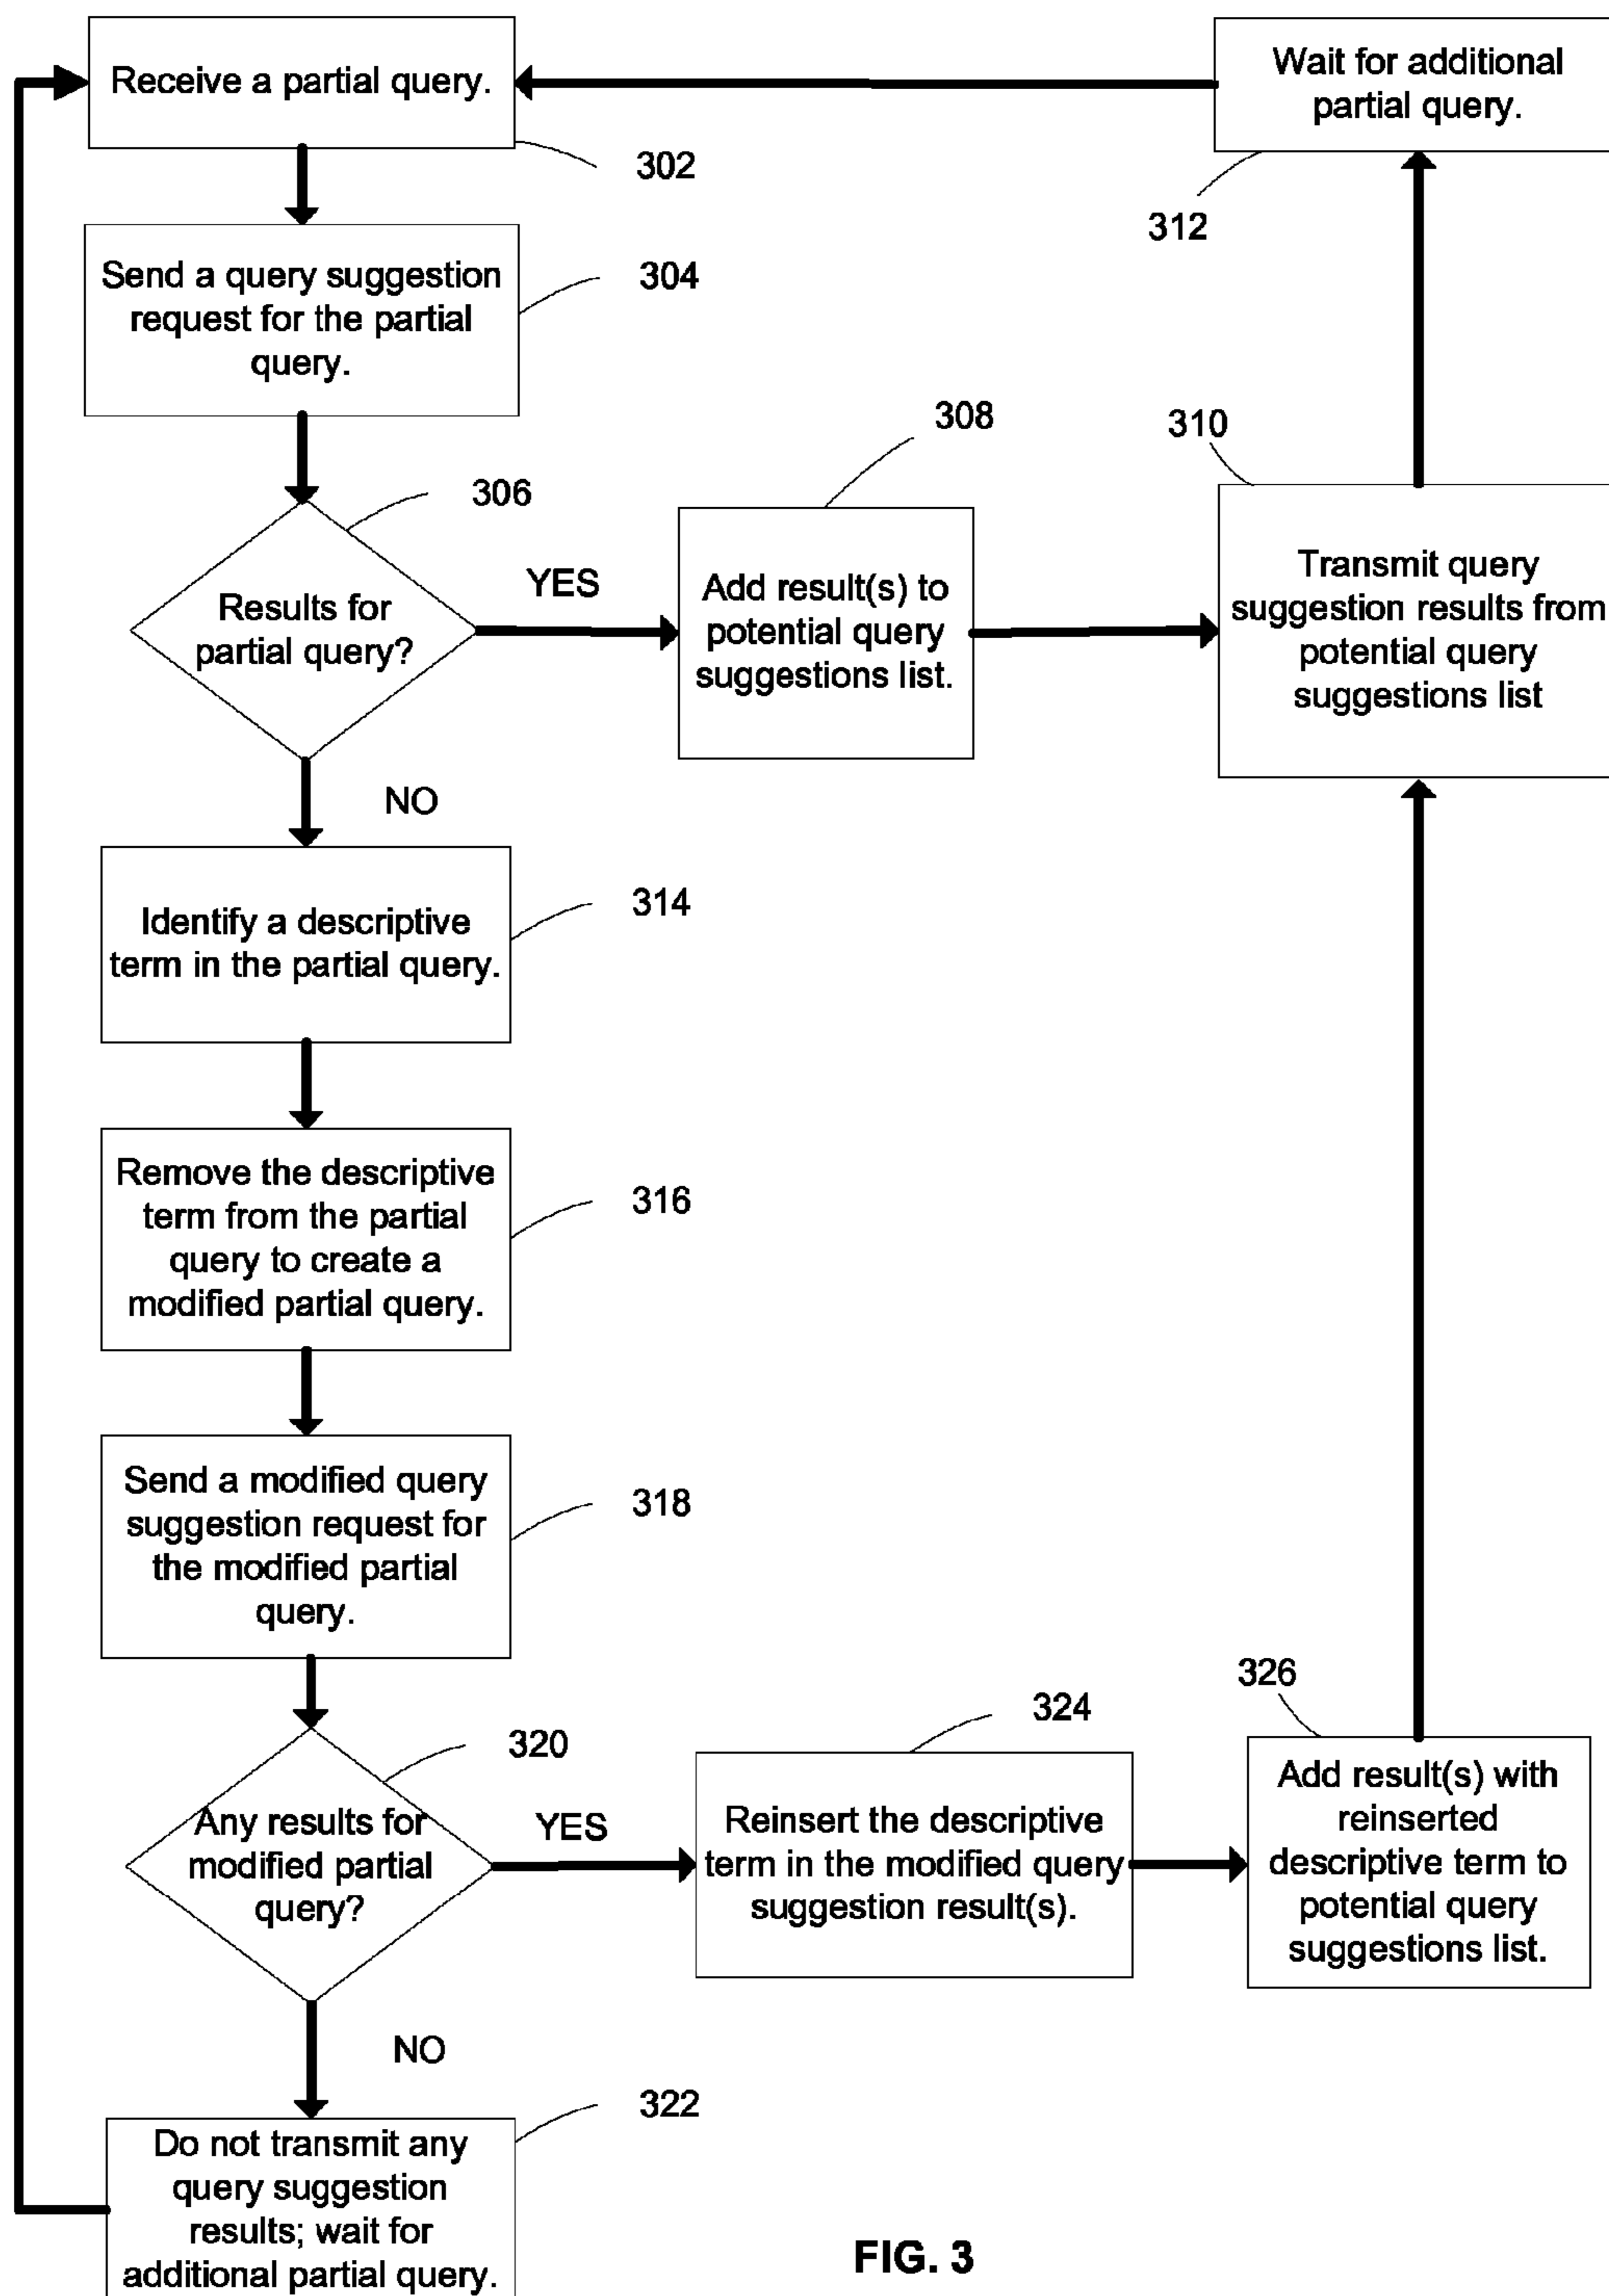 Receive a partial query.
302
Wait for additional
partial query.
312
Send a query suggestion
request for the partial
query.
304
306
Results for
partial query?
YES
308
Add result(s) to
potential query
suggestions list.
310
Transmit query
suggestion results from
potential query
suggestions list
NO
Identify a descriptive
term in the partial query.
314
Remove the descriptive
term from the partial
query to create a
modified partial query.
316
Send a modified query
suggestion request for
the modified partial
query.
318
320
Any results for
modified partial
query?
YES
324
Reinsert the descriptive
term in the modified query
suggestion result(s).
326
Add result(s) with
reinserted
descriptive term to
potential query
suggestions list.
NO
322
Do not transmit any
query suggestion
results; wait for
additional partial query.
FIG. 3